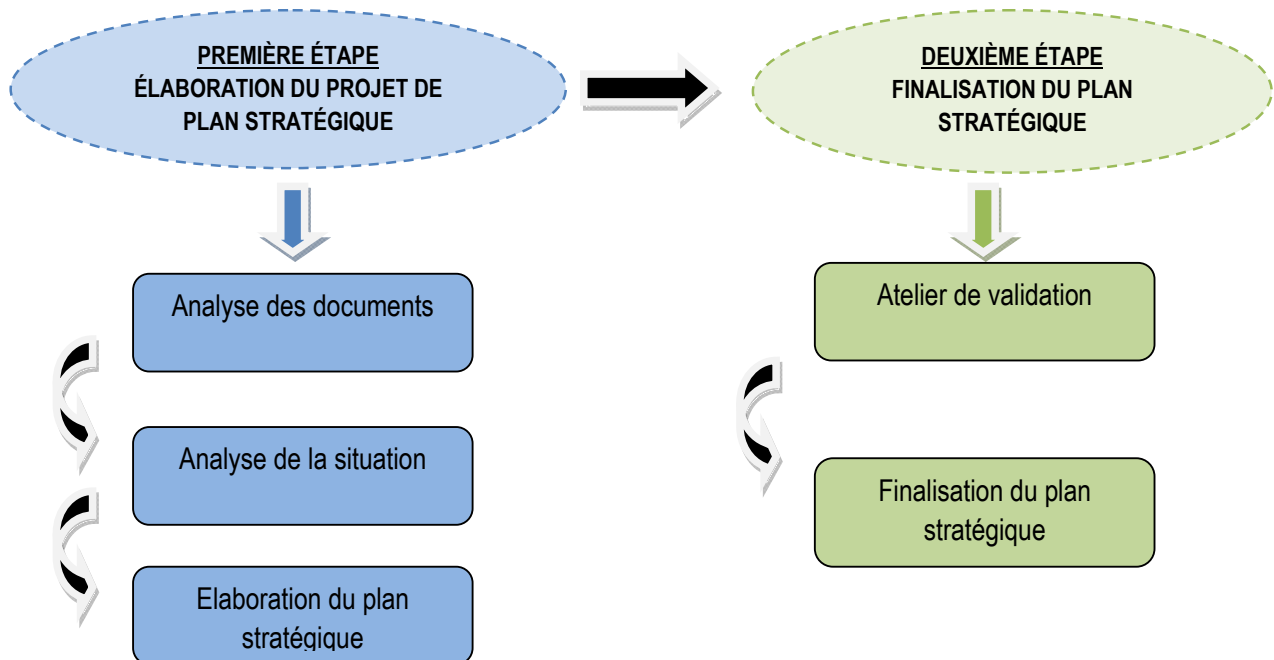 PREMIÈRE ÉTAPE
ÉLABORATION DU PROJET DE
PLAN STRATÉGIQUE
DEUXIÈME ÉTAPE
FINALISATION DU PLAN
STRATÉGIQUE
Analyse des documents
Analyse de la situation
Elaboration du plan
stratégique
Atelier de validation
Finalisation du plan
stratégique